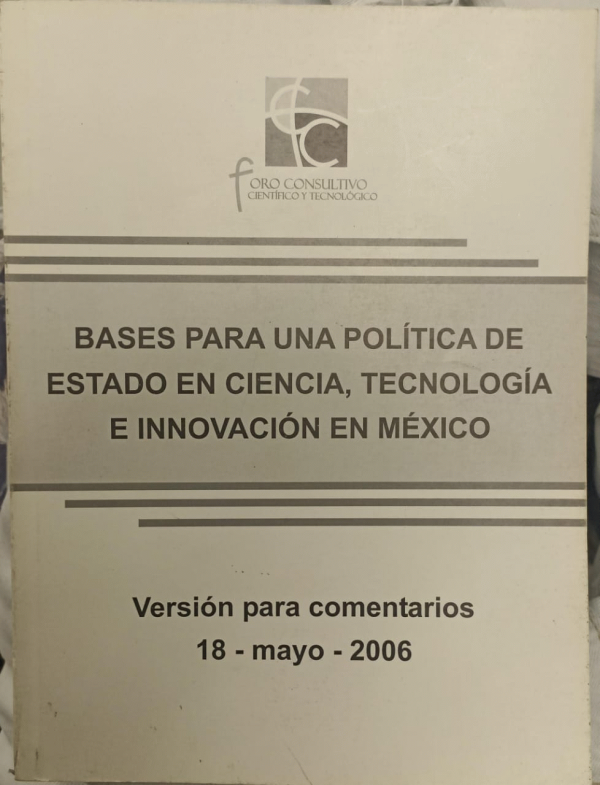 FORO CONSULTIVO
CIENTÍFICO Y TECNOLÓGICO
BASES PARA UNA POLÍTICA DE
ESTADO EN CIENCIA, TECNOLOGÍA
E INNOVACIÓN EN MÉXICO
Versión para comentarios
18 - mayo - 2006